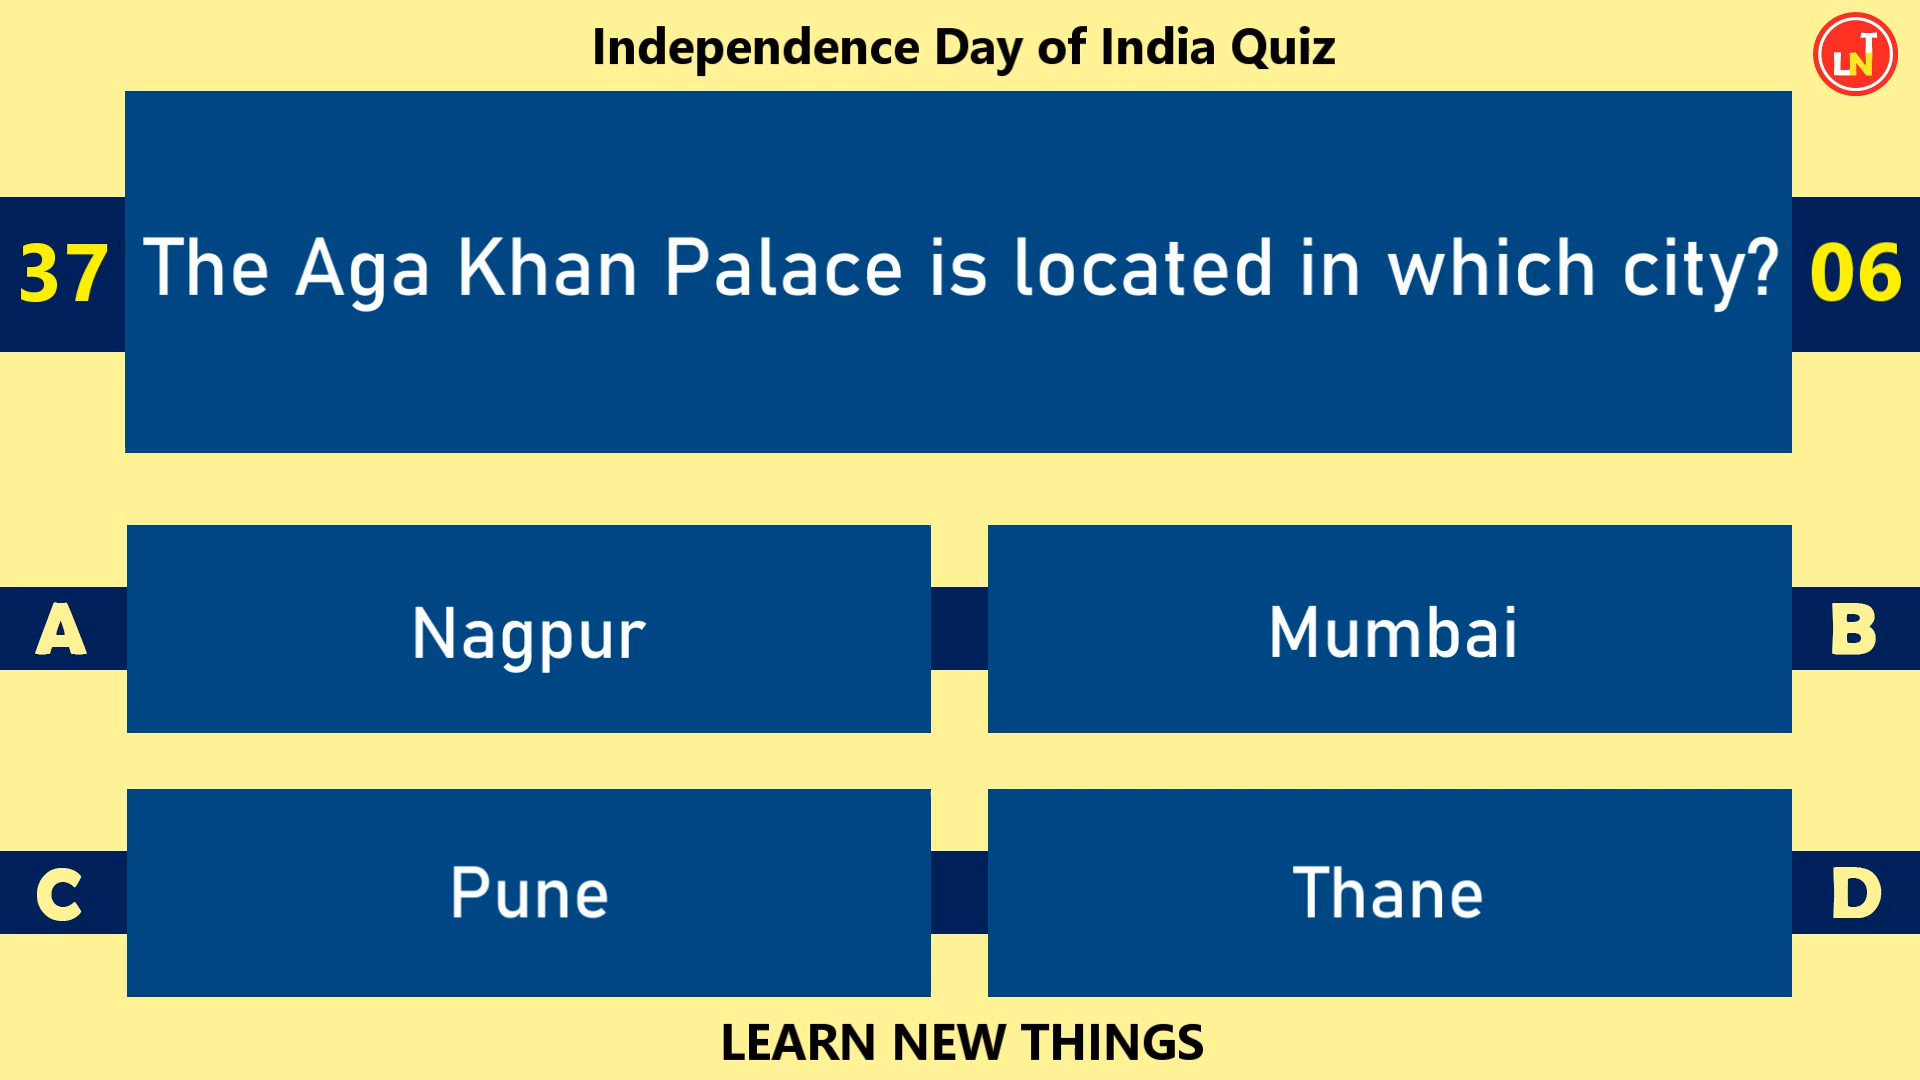 Independence Day of India Quiz
LNT
37
The Aga Khan Palace is located in which city?
06
A
Nagpur
Mumbai
B
C
Pune
Thane
D
LEARN NEW THINGS